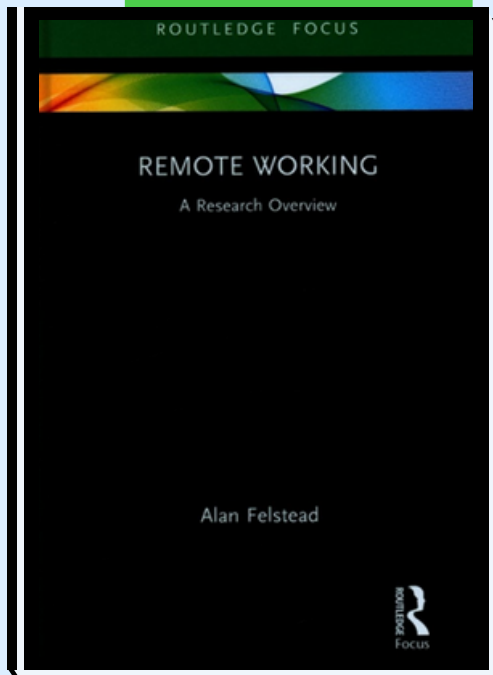 ROUTLEDGE FOCUS
REMOTE WORKING
A Research Overview
Alan Felstead
ROUTLEDGE
Focus